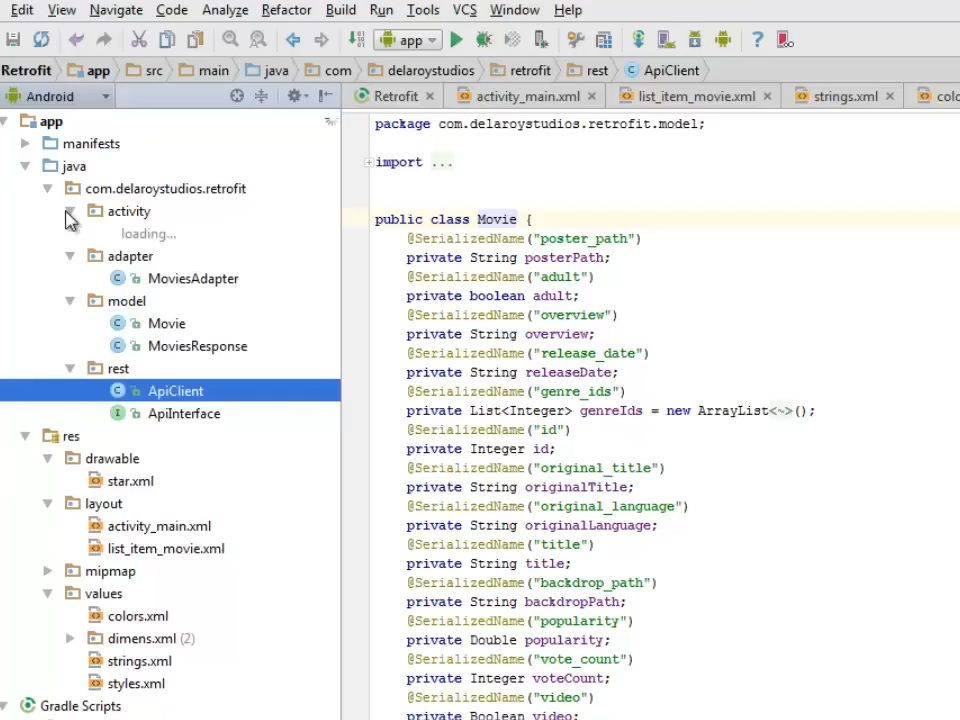 Edit View Navigate Code Analyze Refactor Build Run Tools VCS Window Help
app
Retrofit app src main java com delaroystudios retrofit rest ApiClient
Android
Retrofit activity_main.xml list_item_movie.xml strings.xml colo
app
manifests
java
com.delaroystudios.retrofit
activity
loading...
adapter
MoviesAdapter
model
Movie
MoviesResponse
rest
ApiClient
ApiInterface
res
drawable
star.xml
layout
activity_main.xml
list_item_movie.xml
mipmap
values
colors.xml
dimens.xml (2)
strings.xml
styles.xml
Gradle Scripts
package com.delaroystudios.retrofit.model;
import ...
public class Movie {
@SerializedName("poster_path")
private String posterPath;
@SerializedName("adult")
private boolean adult;
@SerializedName("overview")
private String overview;
@SerializedName("release_date")
private String releaseDate;
@SerializedName("genre_ids")
private List<Integer> genreIds = new ArrayList<~>();
@SerializedName("id")
private Integer id;
@SerializedName("original_title")
private String originalTitle;
@SerializedName("original_language")
private String originalLanguage;
@SerializedName("title")
private String title;
@SerializedName("backdrop_path")
private String backdropPath;
@SerializedName("popularity")
private Double popularity;
@SerializedName("vote_count")
private Integer voteCount;
@SerializedName("video")
private Boolean video;